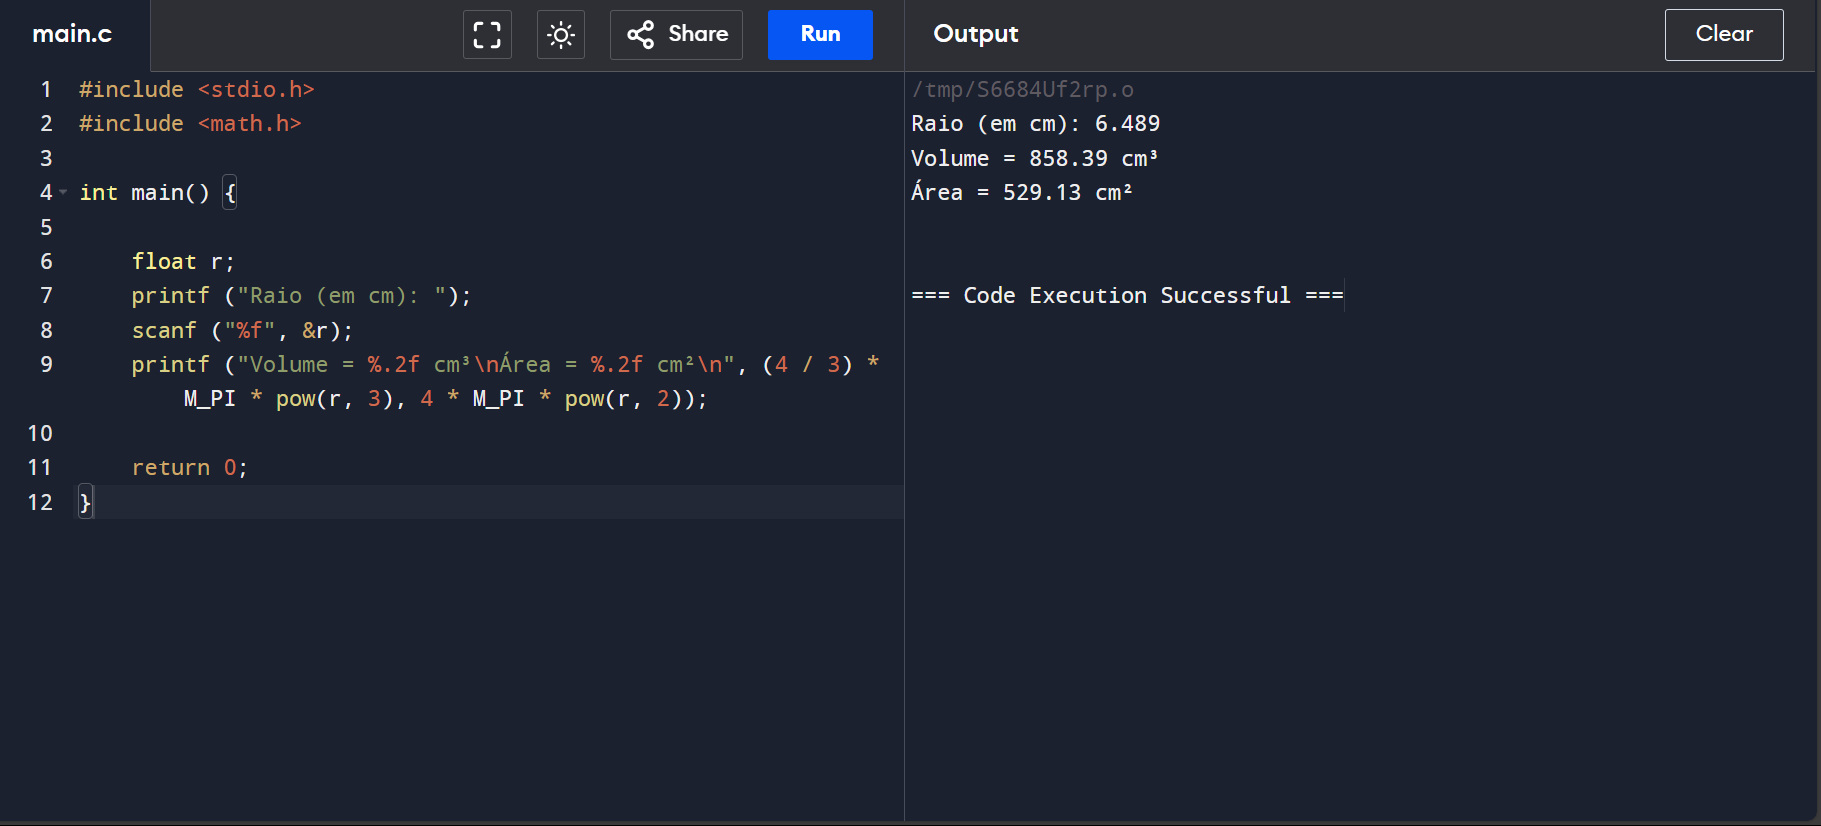 main.c
Share
Run
Output
Clear
1 #include <stdio.h>
2 #include <math.h>
3
4 int main() {
5
6     float r;
7     printf ("Raio (em cm): ");
8     scanf ("%f", &r);
9     printf ("Volume = %.2f cm³\nÁrea = %.2f cm²\n", (4 / 3) *
        M_PI * pow(r, 3), 4 * M_PI * pow(r, 2));
10
11     return 0;
12 }
/tmp/S6684Uf2rp.o
Raio (em cm): 6.489
Volume = 858.39 cm³
Área = 529.13 cm²
=== Code Execution Successful ===